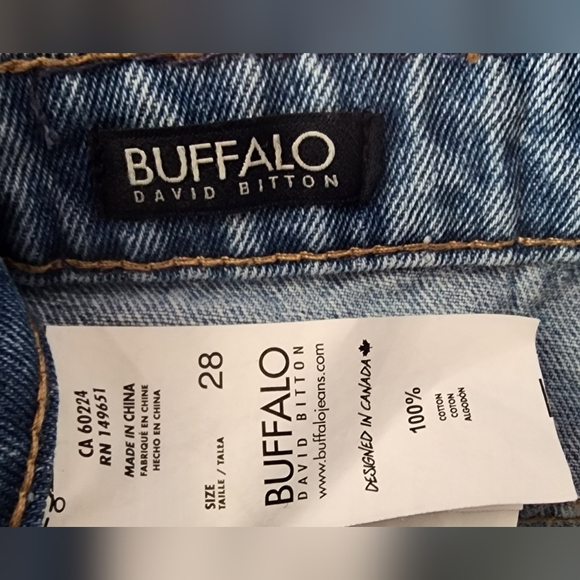 BUFFALO
DAVID BITTON
CA 60224
RN 149651
MADE IN CHINA
FABRIQUÉ EN CHINE
HECHO EN CHINA
SIZE
TAILLE / TALLA
28
BUFFALO
DAVID BITTON
www.buffalojeans.com
DESIGNED IN CANADA
100%
COTTON
COTON
ALGODON